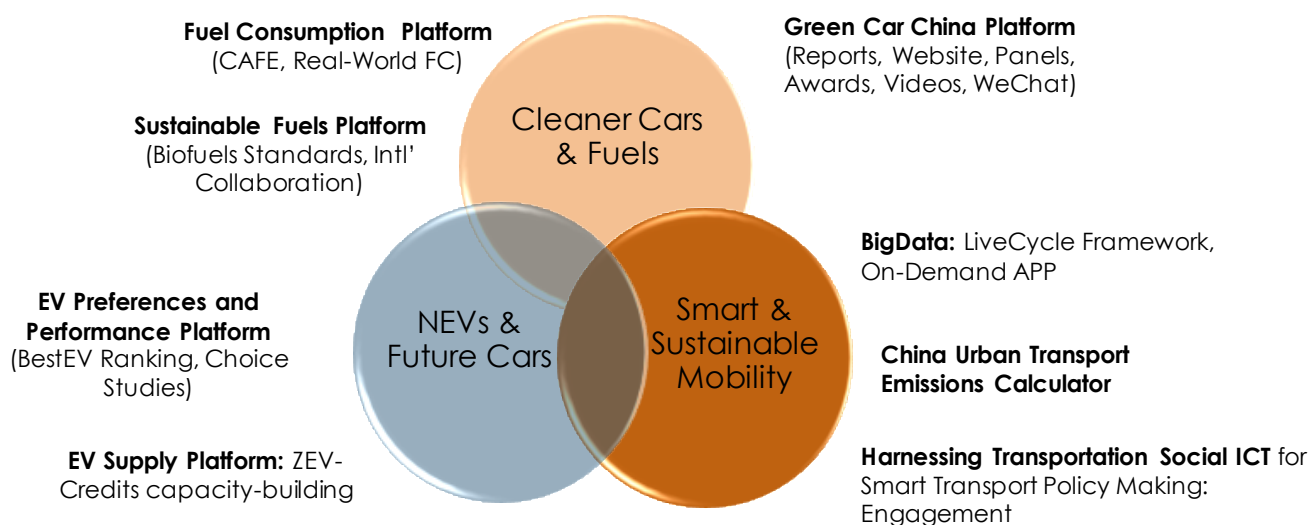 Fuel Consumption Platform
(CAFE, Real-World FC)
Sustainable Fuels Platform
(Biofuels Standards, Intl’
Collaboration)
EV Preferences and
Performance Platform
(BestEV Ranking, Choice
Studies)
EV Supply Platform: ZEV-
Credits capacity-building
Cleaner Cars
& Fuels
NEVs &
Future Cars
Smart &
Sustainable
Mobility
Green Car China Platform
(Reports, Website, Panels,
Awards, Videos, WeChat)
BigData: LiveCycle Framework,
On-Demand APP
China Urban Transport
Emissions Calculator
Harnessing Transportation Social ICT for
Smart Transport Policy Making:
Engagement